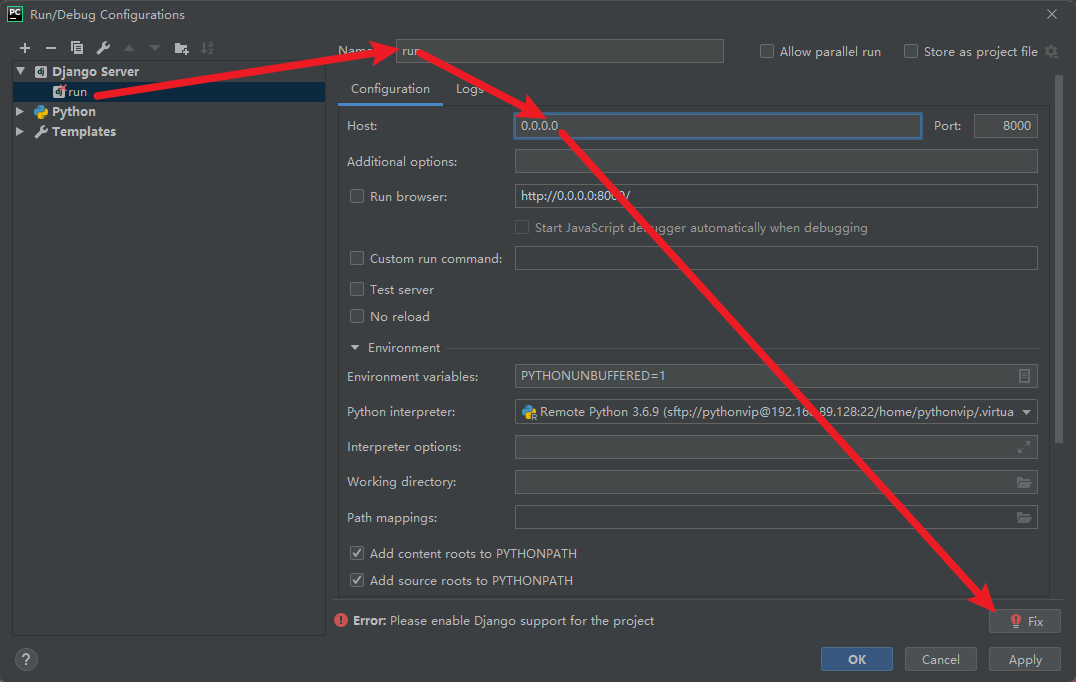 PC Run/Debug Configurations
Name: run
Allow parallel run
Store as project file
dj Django Server
dj run
Python
Templates
Configuration
Logs
Host: 0.0.0.0 Port: 8000
Additional options:
Run browser: http://0.0.0.0:8000/
Start JavaScript debugger automatically when debugging
Custom run command:
Test server
No reload
Environment
Environment variables: PYTHONUNBUFFERED=1
Python interpreter: Remote Python 3.6.9 (sftp://pythonvip@192.168.89.128:22/home/pythonvip/.virtua
Interpreter options:
Working directory:
Path mappings:
Add content roots to PYTHONPATH
Add source roots to PYTHONPATH
Error: Please enable Django support for the project
Fix
?
OK
Cancel
Apply